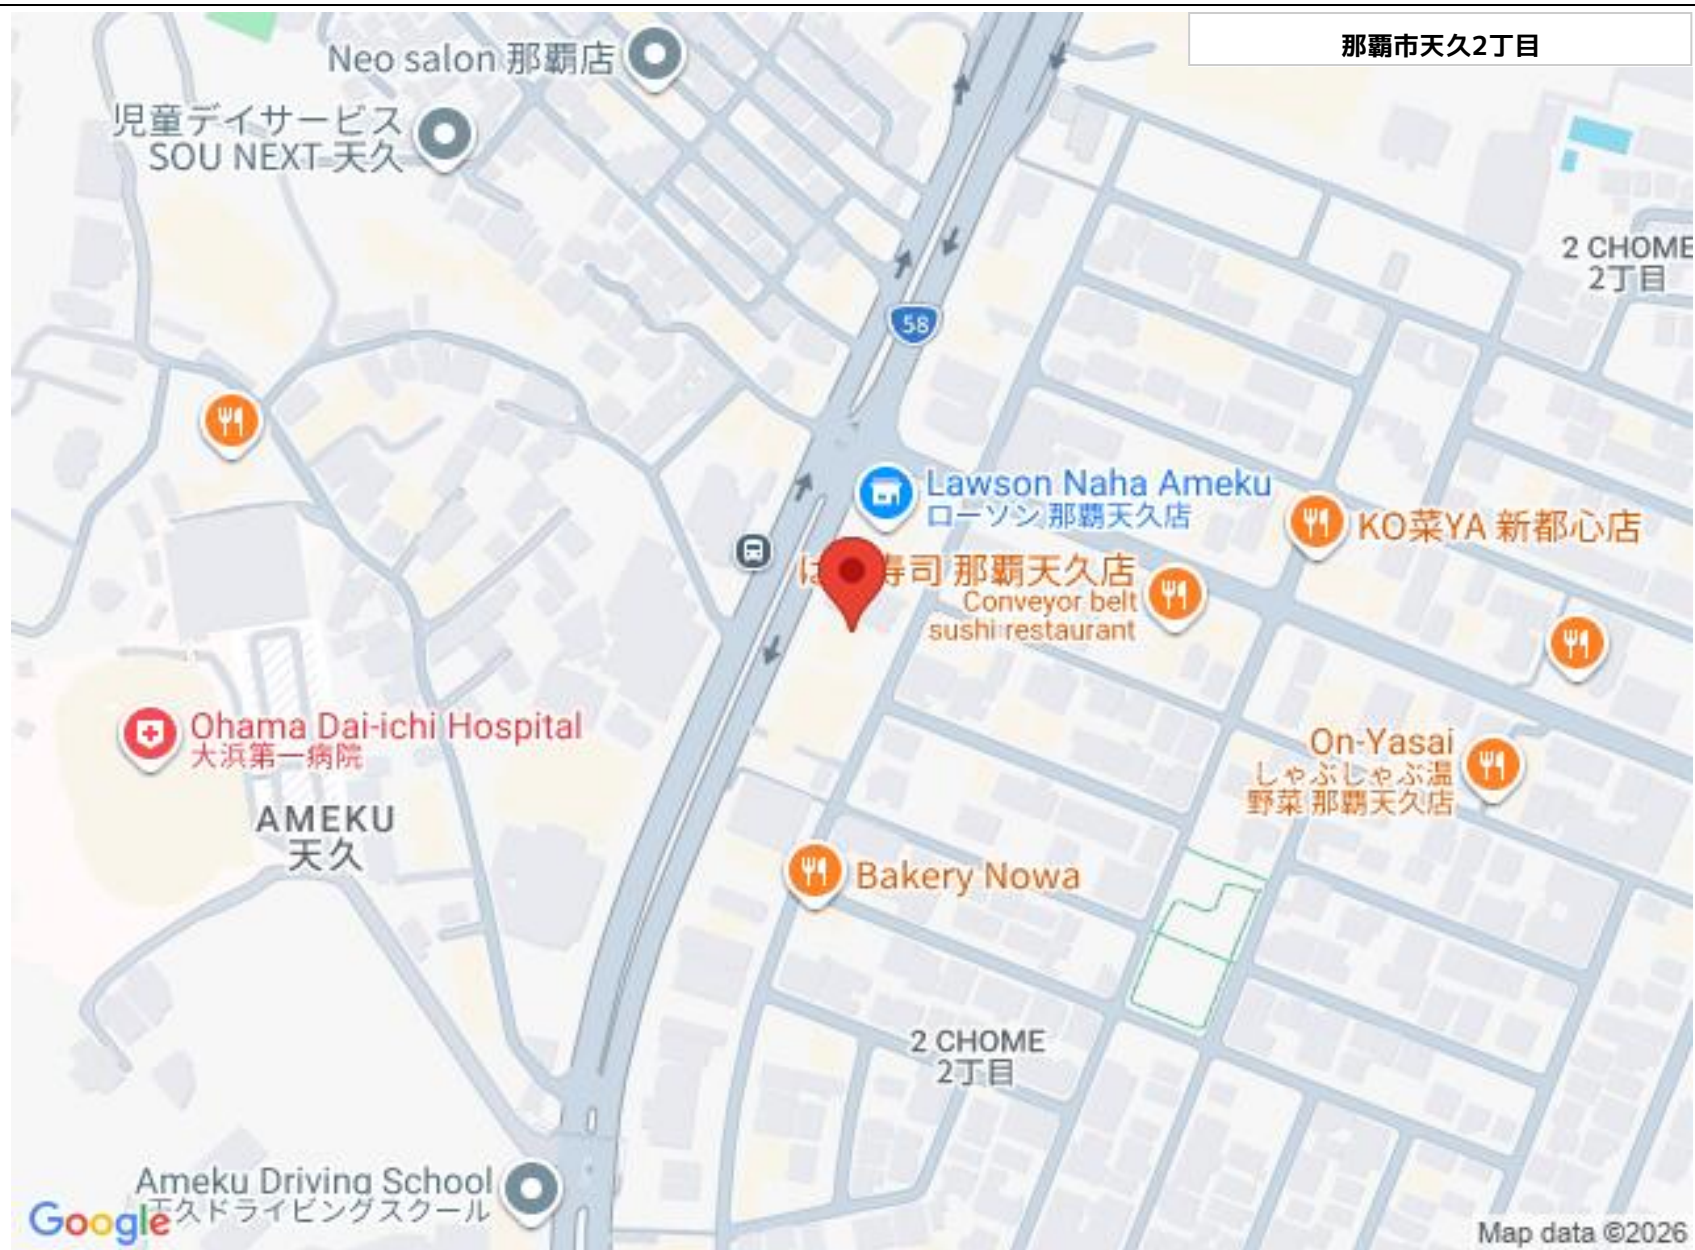 那覇市天久2丁目
Neo salon 那覇店
児童デイサービス
SOU NEXT 天久
2 CHOME
2丁目
58
Lawson Naha Ameku
ローソン 那覇天久店
KO菜YA 新都心店
は 寿司 那覇天久店
Conveyor belt
sushi restaurant
Ohama Dai-ichi Hospital
大浜第一病院
On-Yasai
しゃぶしゃぶ温
野菜 那覇天久店
AMEKU
天久
Bakery Nowa
2 CHOME
2丁目
Ameku Driving School
天久ドライビングスクール
Google
Map data ©2026